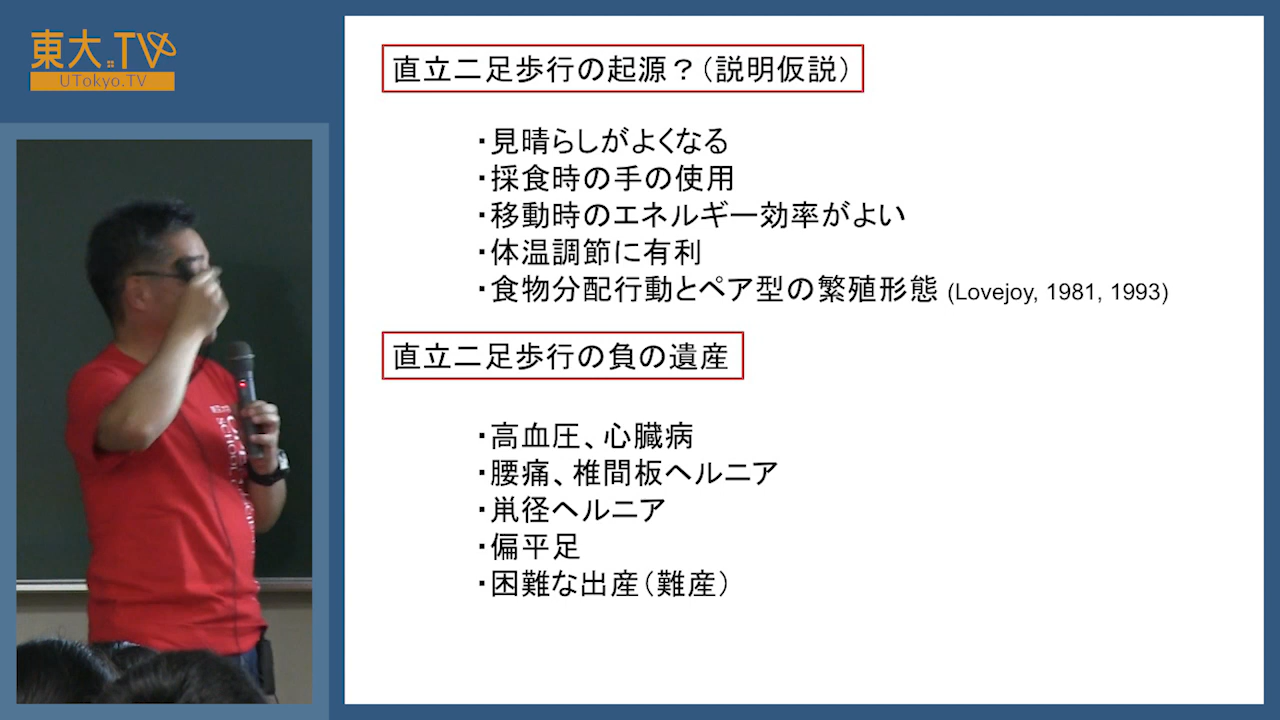 東大.TV
UTokyo.TV
直立二足歩行の起源？（説明仮説）
・見晴らしがよくなる
・採食時の手の使用
・移動時のエネルギー効率がよい
・体温調節に有利
・食物分配行動とペア型の繁殖形態 (Lovejoy, 1981, 1993)
直立二足歩行の負の遺産
・高血圧、心臓病
・腰痛、椎間板ヘルニア
・鼡径ヘルニア
・偏平足
・困難な出産（難産）